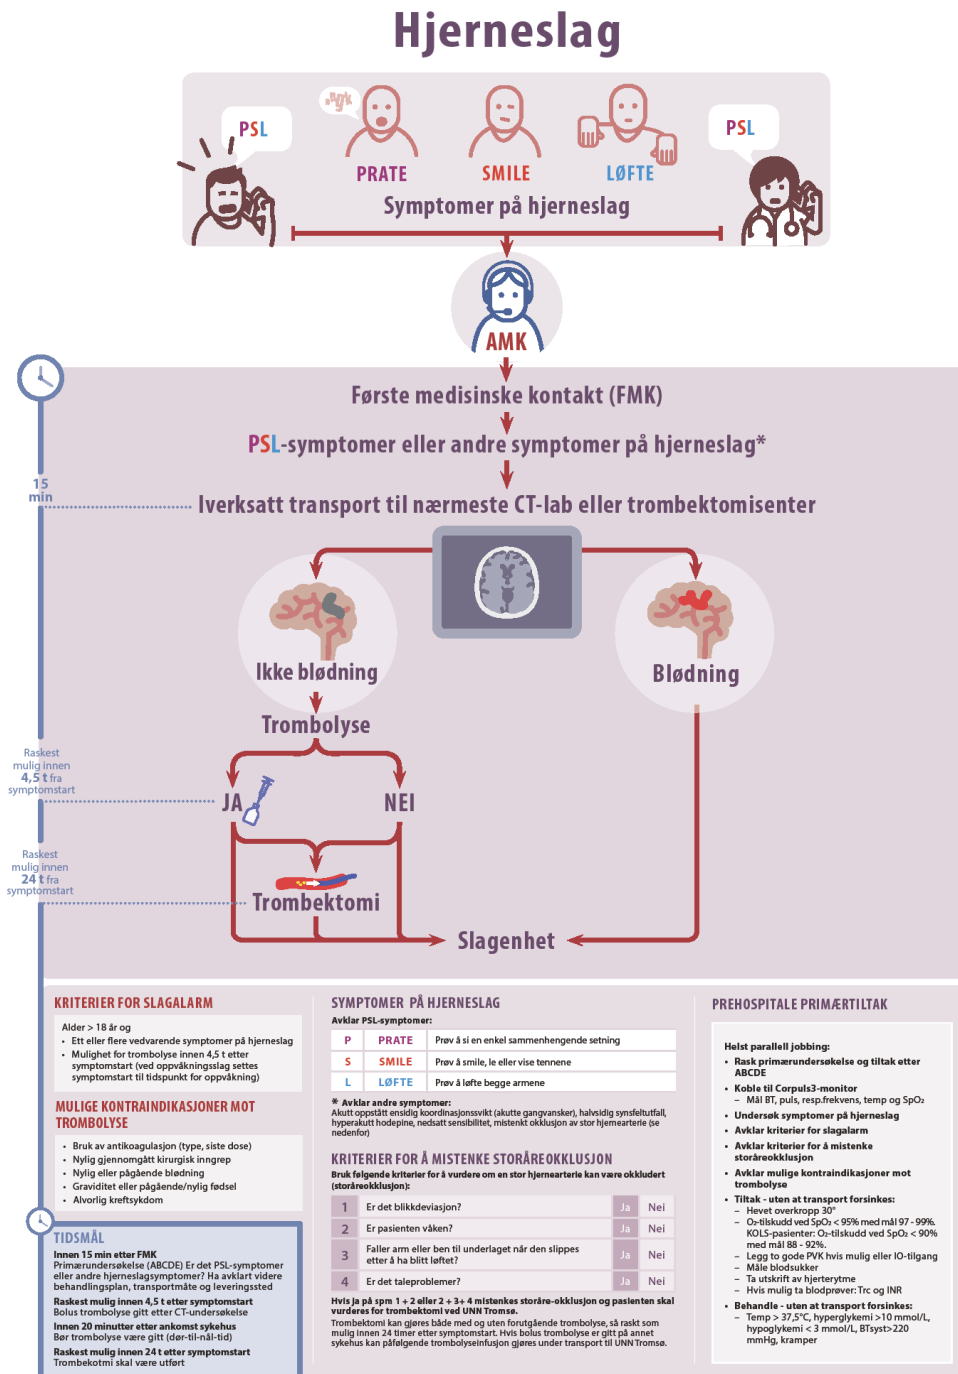 Hjerneslag
PSL
PSL
PRATE
SMILE
LØFTE
Symptomer på hjerneslag
AMK
Første medisinske kontakt (FMK)
PSL-symptomer eller andre symptomer på hjerneslag*
15
min
Iverksatt transport til nærmeste CT-lab eller trombektomisenter
Ikke blødning
Blødning
Trombolyse
Raskest
mulig innen
4,5 t fra
symptomstart
JA
NEI
Raskest
mulig innen
24 t fra
symptomstart
Trombektomi
Slagenhet
KRITERIER FOR SLAGALARM
Alder > 18 år og
• Ett eller flere vedvarende symptomer på hjerneslag
• Mulighet for trombolyse innen 4,5 t etter
symptomstart (ved oppvåkningsslag settes
symptomstart til tidspunkt for oppvåkning)
MULIGE KONTRAINDIKASJONER MOT
TROMBOLYSE
• Bruk av antikoagulasjon (type, siste dose)
• Nylig gjennomgått kirurgisk inngrep
• Nylig eller pågående blødning
• Graviditet eller pågående/nylig fødsel
• Alvorlig kreftsykdom
TIDSMÅL
Innen 15 min etter FMK
Primærundersøkelse (ABCDE) Er det PSL-symptomer
eller andre hjerneslagsymptomer? Ha avklart videre
behandlingsplan, transportmåte og leveringssted
Raskest mulig innen 4,5 t etter symptomstart
Bolus trombolyse gitt etter CT-undersøkelse
Innen 20 minutter etter ankomst sykehus
Bør trombolyse være gitt (dør-til-nål-tid)
Raskest mulig innen 24 t etter symptomstart
Trombekotmi skal være utført
SYMPTOMER PÅ HJERNESLAG
Avklar PSL-symptomer:
P PRATE Prøv å si en enkel sammenhengende setning
S SMILE Prøv å smile, le eller vise tennene
L LØFTE Prøv å løfte begge armene
* Avklar andre symptomer:
Akutt oppstått ensidig koordinasjonssvikt (akutte gangvansker), halvsidig synsfeltutfall,
hyperakutt hodepine, nedsatt sensibilitet, mistenkt okklusjon av stor hjernearterie (se
nedenfor)
KRITERIER FOR Å MISTENKE STORÅREOKKLUSJON
Bruk følgende kriterier for å vurdere om en stor hjernearterie kan være okkludert
(storåreokklusjon):
1 Er det blikkdeviasjon? Ja Nei
2 Er pasienten våken? Ja Nei
3 Faller arm eller ben til underlaget når den slippes
etter å ha blitt løftet? Ja Nei
4 Er det taleproblemer? Ja Nei
Hvis ja på spm 1 + 2 eller 2 + 3+ 4 mistenkes storåre-okklusjon og pasienten skal
vurderes for trombektomi ved UNN Tromsø.
Trombektomi kan gjøres både med og uten forutgående trombolyse, så raskt som
mulig innen 24 timer etter symptomstart. Hvis bolus trombolyse er gitt på annet
sykehus kan påfølgende trombolyseinfusjon gjøres under transport til UNN Tromsø.
PREHOSPITALE PRIMÆRTILTAK
Helst parallell jobbing:
• Rask primærundersøkelse og tiltak etter
ABCDE
• Koble til Corpuls3-monitor
– Mål BT, puls, resp.frekvens, temp og SpO₂
• Undersøk symptomer på hjerneslag
• Avklar kriterier for slagalarm
• Avklar kriterier for å mistenke
storåreokklusjon
• Avklar mulige kontraindikasjoner mot
trombolyse
• Tiltak - uten at transport forsinkes:
– Hevet overkropp 30°
– O₂-tilskudd ved SpO₂ < 95% med mål 97 - 99%.
KOLS-pasienter: O₂-tilskudd ved SpO₂ < 90%
med mål 88 - 92%.
– Legg to gode PVK hvis mulig eller IO-tilgang
– Måle blodsukker
– Ta utskrift av hjerterytme
– Hvis mulig ta blodprøver: Trc og INR
• Behandle - uten at transport forsinkes:
– Temp > 37,5°C, hyperglykemi >10 mmol/L,
hypoglykemi < 3 mmol/L, BTsyst>220
mmHg, kramper